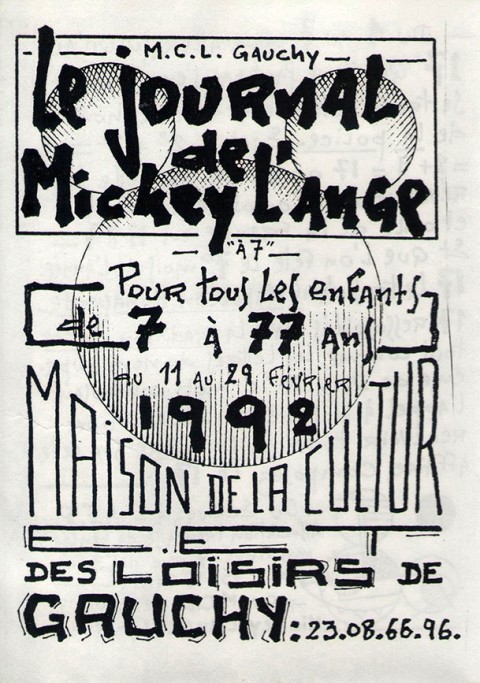 M.C.L. GAUCHY
Le JOURNAL
de
Mickey L'ANGE
"À 7"
POUR tous Les enfants
de 7 à 77 Ans
du 11 AU 29 FévRIER
1992
MAiSON DE LA CULTUR
E.ET
DES LOiSiRS DE
GAUCHY: 23.08.66.96.